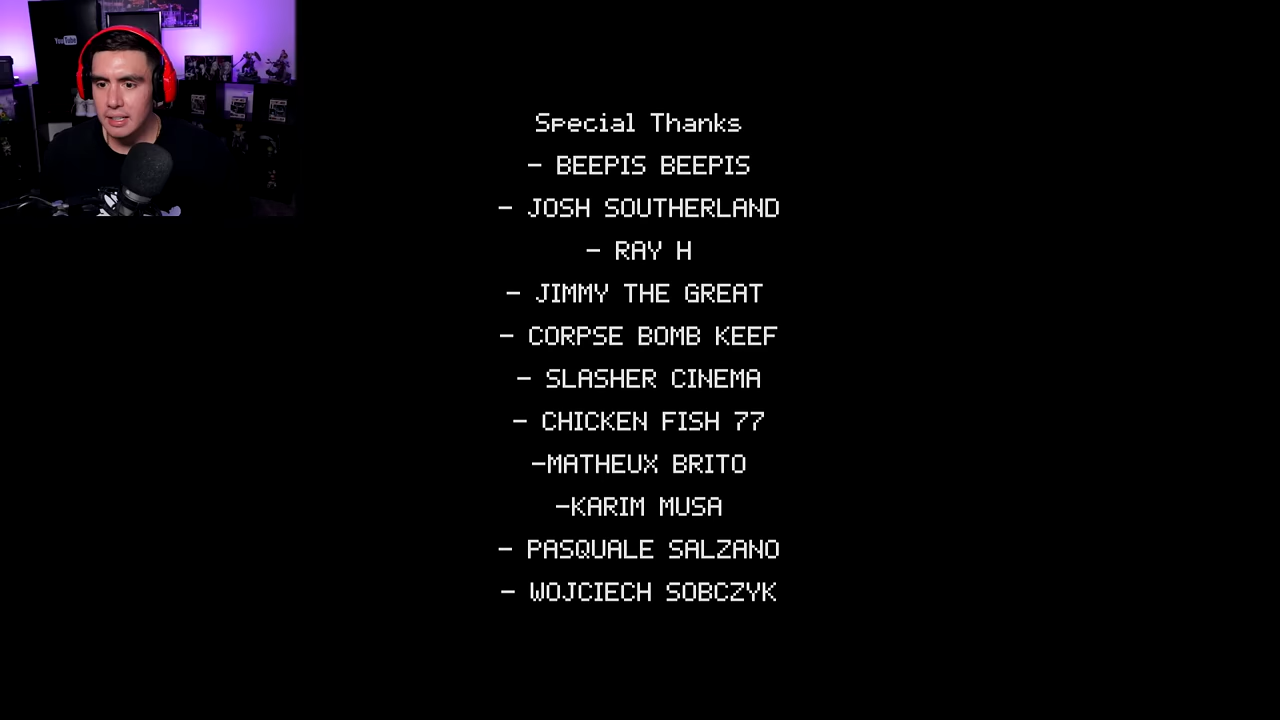 YouTube
Special Thanks
- BEEPIS BEEPIS
- JOSH SOUTHERLAND
- RAY H
- JIMMY THE GREAT
- CORPSE BOMB KEEF
- SLASHER CINEMA
- CHICKEN FISH 77
-MATHEUX BRITO
-KARIM MUSA
- PASQUALE SALZANO
- WOJCIECH SOBCZYK